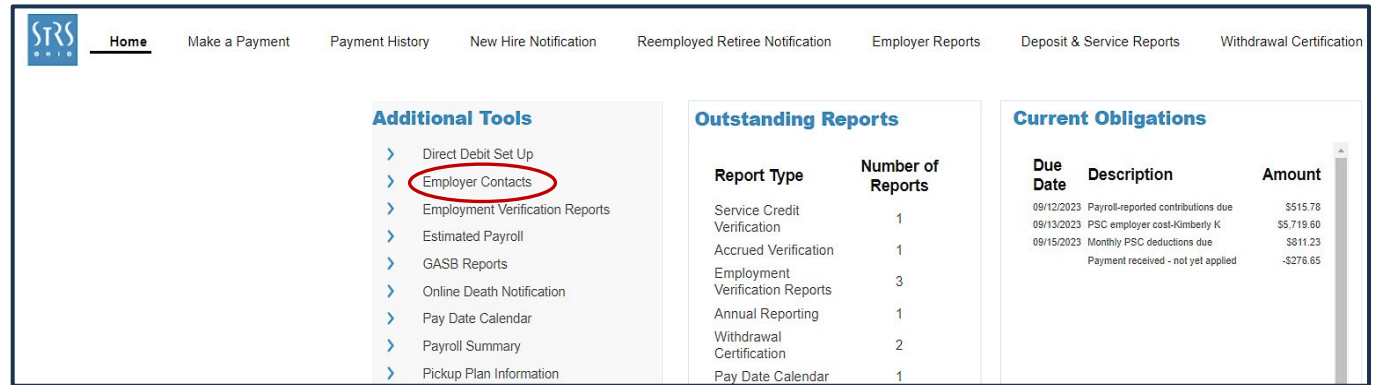 STRS
OHIO
Home Make a Payment Payment History New Hire Notification Reemployed Retiree Notification Employer Reports Deposit & Service Reports Withdrawal Certification
Additional Tools
Direct Debit Set Up
Employer Contacts
Employment Verification Reports
Estimated Payroll
GASB Reports
Online Death Notification
Pay Date Calendar
Payroll Summary
Pickup Plan Information
Outstanding Reports
Report Type Number of
Reports
Service Credit
Verification 1
Accrued Verification 1
Employment
Verification Reports 3
Annual Reporting 1
Withdrawal
Certification 2
Pay Date Calendar 1
Current Obligations
Due
Date Description Amount
09/12/2023 Payroll-reported contributions due $515.78
09/13/2023 PSC employer cost-Kimberly K $5,719.60
09/15/2023 Monthly PSC deductions due $811.23
Payment received - not yet applied -$276.65